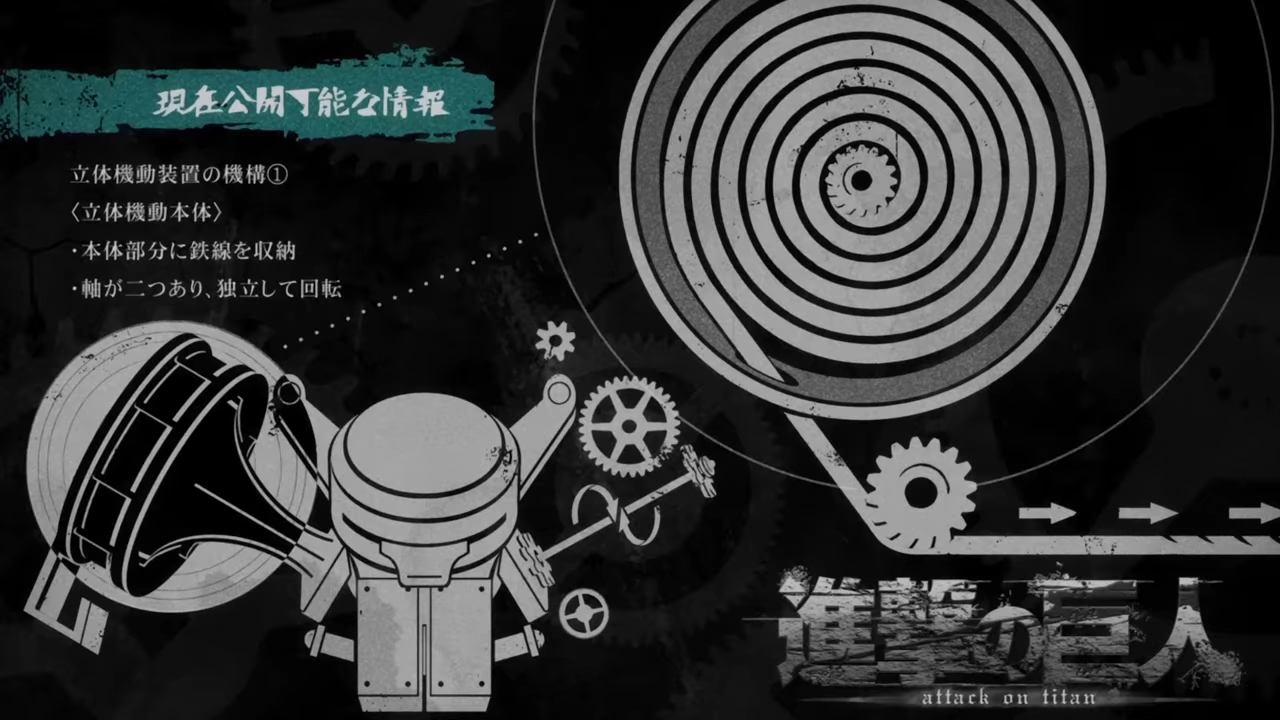 現在公開可能な情報
立体機動装置の機構①
〈立体機動本体〉
・本体部分に鉄線を収納
・軸が二つあり、独立して回転
進撃の巨人
attack on titan